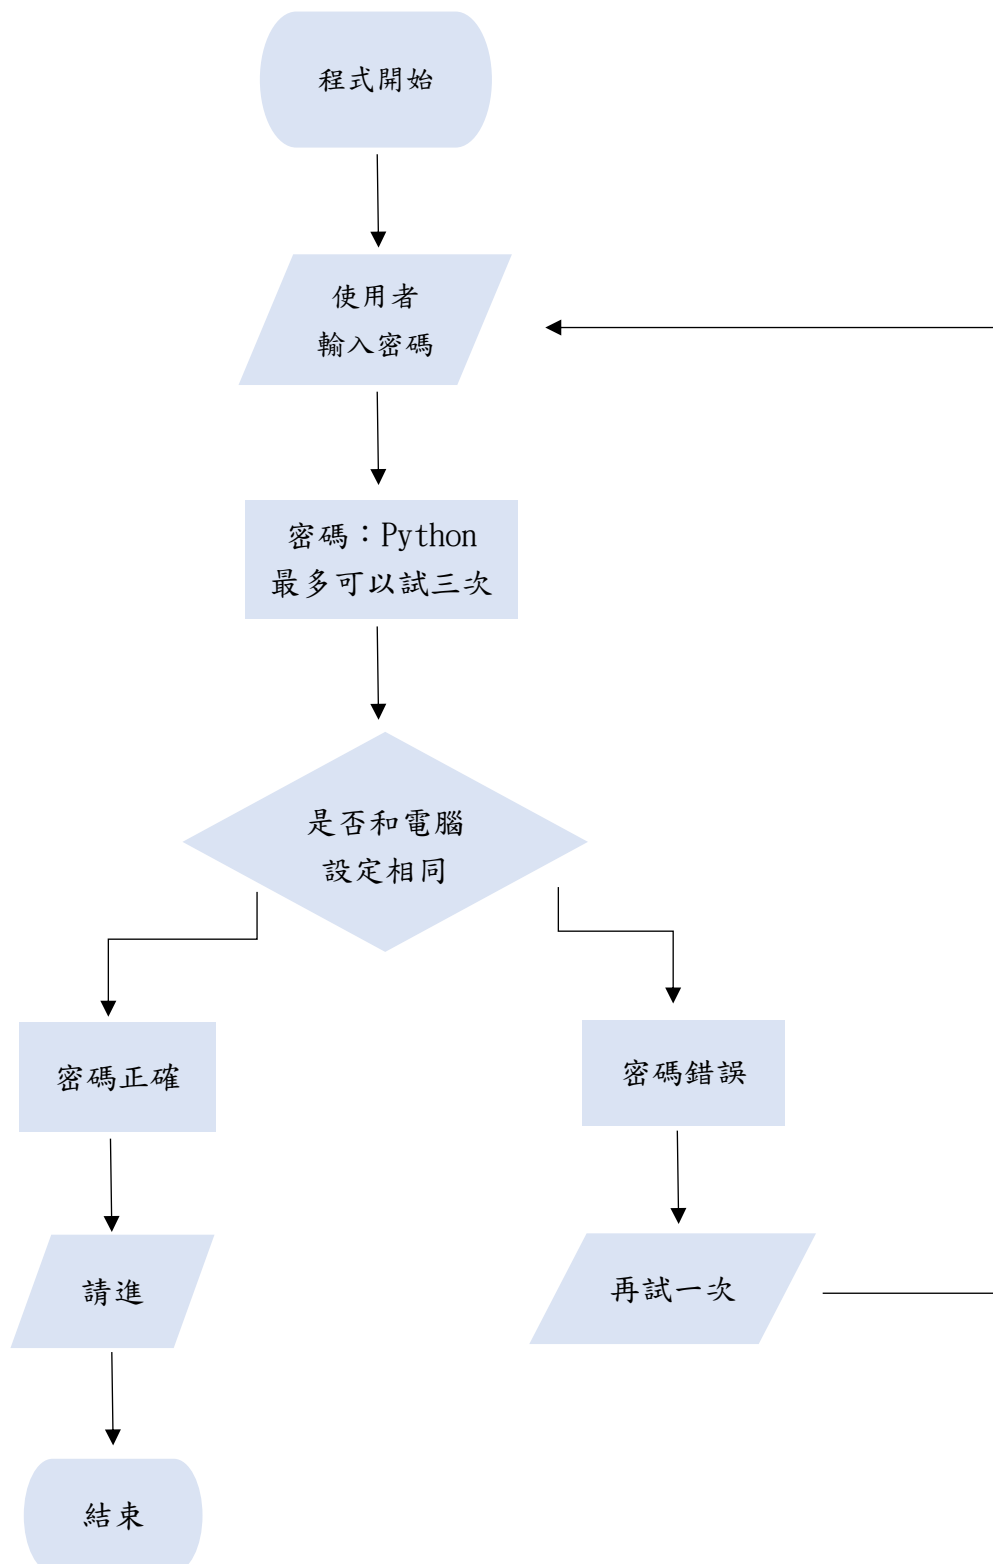 程式開始
使用者
輸入密碼
密碼：Python
最多可以試三次
是否和電腦
設定相同
密碼正確
密碼錯誤
請進
再試一次
結束